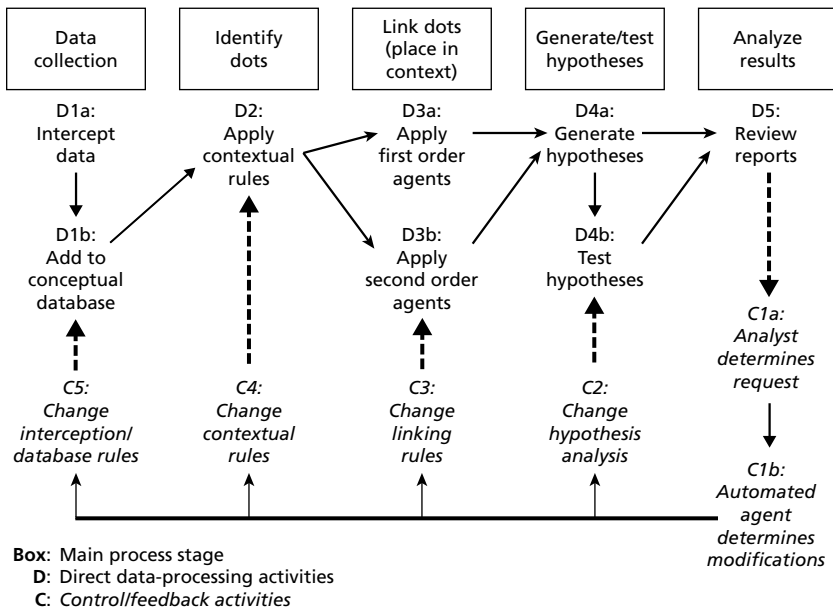 Data
collection
Identify
dots
Link dots
(place in
context)
Generate/test
hypotheses
Analyze
results
D1a:
Intercept
data
D2:
Apply
contextual
rules
D3a:
Apply
first order
agents
D4a:
Generate
hypotheses
D5:
Review
reports
D1b:
Add to
conceptual
database
D3b:
Apply
second order
agents
D4b:
Test
hypotheses
C1a:
Analyst
determines
request
C5:
Change
interception/
database rules
C4:
Change
contextual
rules
C3:
Change
linking
rules
C2:
Change
hypothesis
analysis
C1b:
Automated
agent
determines
modifications
Box: Main process stage
D: Direct data-processing activities
C: Control/feedback activities